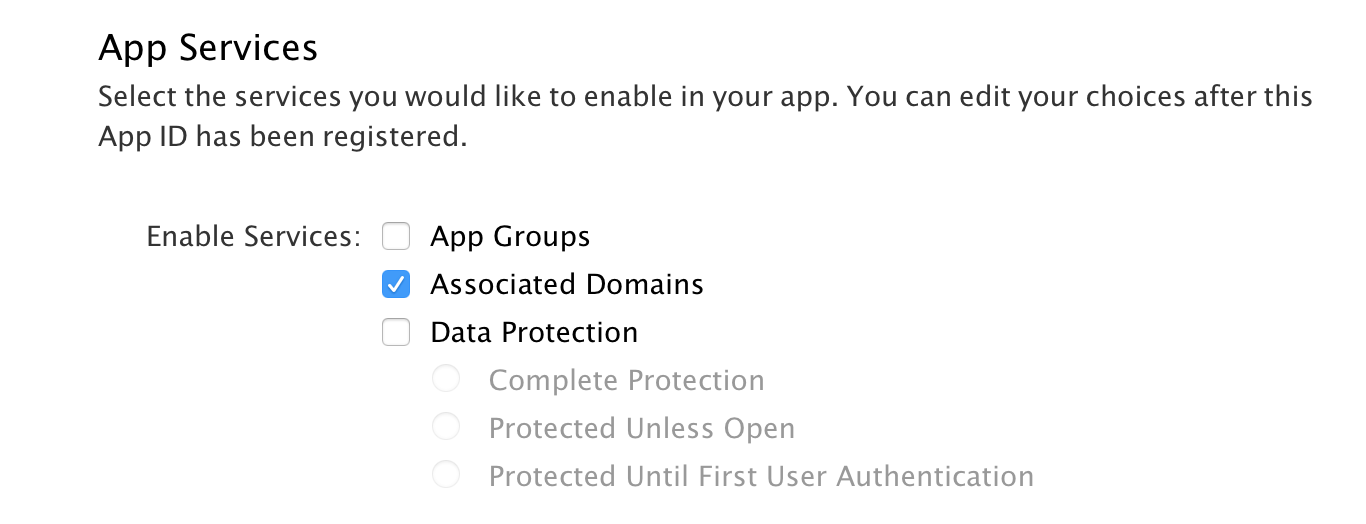 App Services
Select the services you would like to enable in your app. You can edit your choices after this
App ID has been registered.
Enable Services: App Groups
Associated Domains
Data Protection
Complete Protection
Protected Unless Open
Protected Until First User Authentication